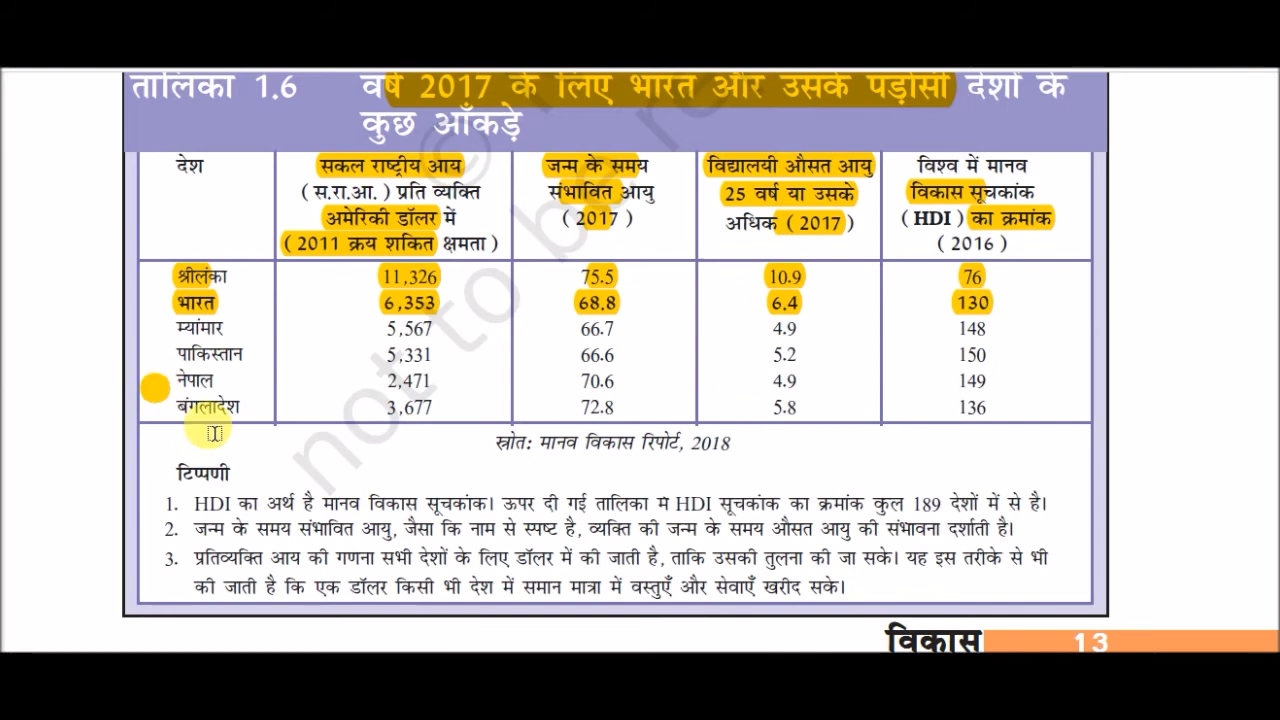 तालिका 1.6 वर्ष 2017 के लिए भारत और उसके पड़ोसी देशों के
कुछ आँकड़े
देश सकल राष्ट्रीय आय जन्म के समय विद्यालयी औसत आयु विश्व में मानव
( स.रा.आ. ) प्रति व्यक्ति संभावित आयु 25 वर्ष या उसके विकास सूचकांक
अमेरिकी डॉलर में ( 2017 ) अधिक ( 2017 ) ( HDI ) का क्रमांक
( 2011 क्रय शकित क्षमता ) ( 2016 )
श्रीलंका 11,326 75.5 10.9 76
भारत 6,353 68.8 6.4 130
म्यांमार 5,567 66.7 4.9 148
पाकिस्तान 5,331 66.6 5.2 150
नेपाल 2,471 70.6 4.9 149
बंगलादेश 3,677 72.8 5.8 136
स्रोत: मानव विकास रिपोर्ट, 2018
टिप्पणी
1. HDI का अर्थ है मानव विकास सूचकांक। ऊपर दी गई तालिका में HDI सूचकांक का क्रमांक कुल 189 देशों में से है।
2. जन्म के समय संभावित आयु, जैसा कि नाम से स्पष्ट है, व्यक्ति की जन्म के समय औसत आयु की संभावना दर्शाती है।
3. प्रतिव्यक्ति आय की गणना सभी देशों के लिए डॉलर में की जाती है, ताकि उसकी तुलना की जा सके। यह इस तरीके से भी
की जाती है कि एक डॉलर किसी भी देश में समान मात्रा में वस्तुएँ और सेवाएँ खरीद सके।
विकास 13
not to be re